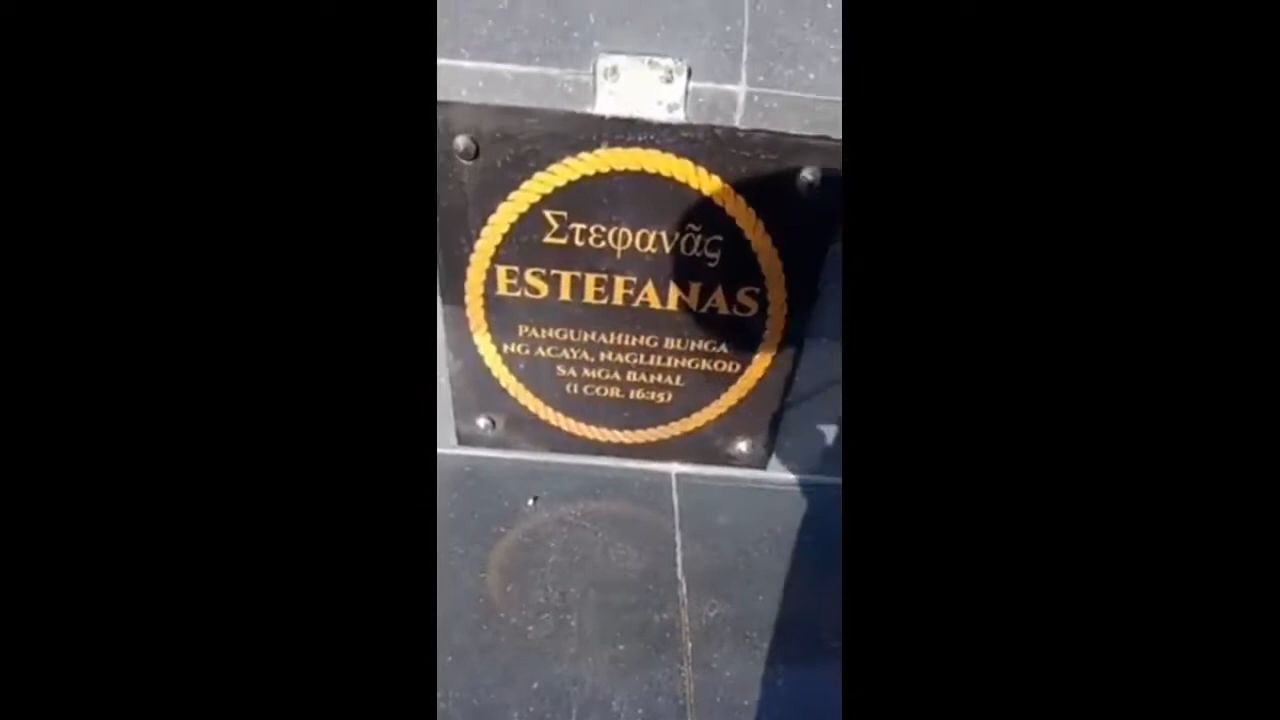 Στεφανᾶς
ESTEFANAS
PANGUNAHING BUNGA
NG ACAYA, NAGLILINGKOD
SA MGA BANAL
(1 COR. 16:15)